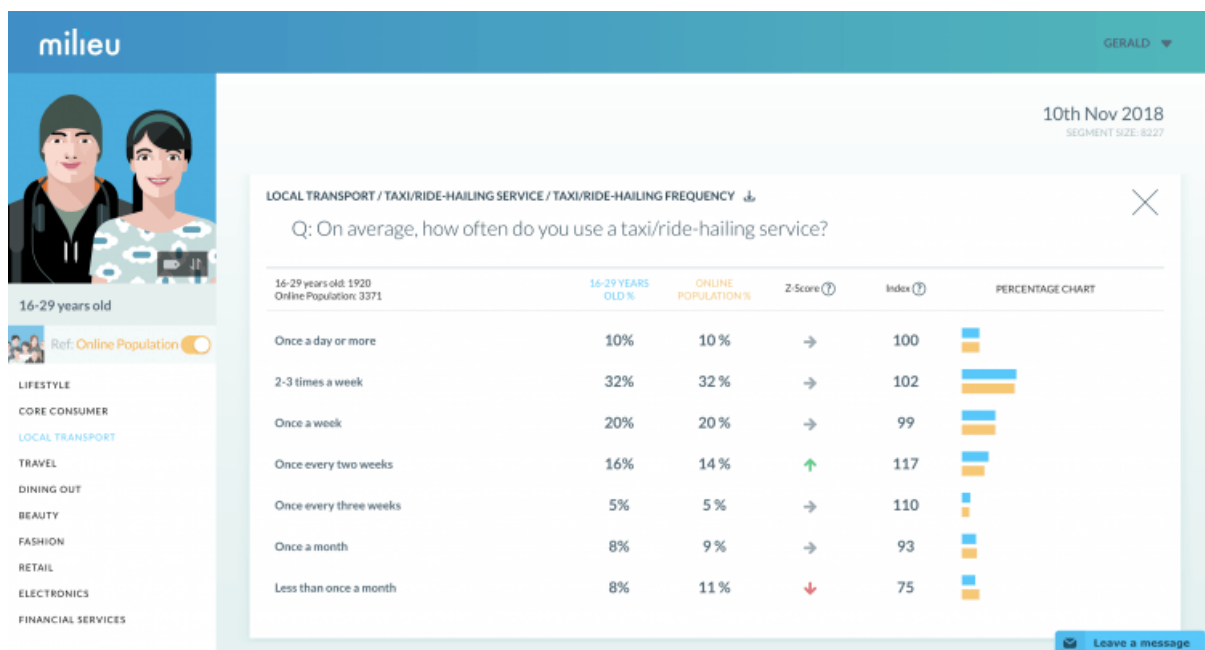 milieu
GERALD
10th Nov 2018
SEGMENT SIZE: 8227
16-29 years old
Ref: Online Population
LIFESTYLE
CORE CONSUMER
LOCAL TRANSPORT
TRAVEL
DINING OUT
BEAUTY
FASHION
RETAIL
ELECTRONICS
FINANCIAL SERVICES
LOCAL TRANSPORT / TAXI/RIDE-HAILING SERVICE / TAXI/RIDE-HAILING FREQUENCY
Q: On average, how often do you use a taxi/ride-hailing service?
16-29 years old: 1920
Online Population: 3371
16-29 YEARS OLD %
ONLINE POPULATION %
Z-Score ?
Index ?
PERCENTAGE CHART
Once a day or more 10% 10 % 100
2-3 times a week 32% 32 % 102
Once a week 20% 20 % 99
Once every two weeks 16% 14 % 117
Once every three weeks 5% 5 % 110
Once a month 8% 9 % 93
Less than once a month 8% 11 % 75
Leave a message